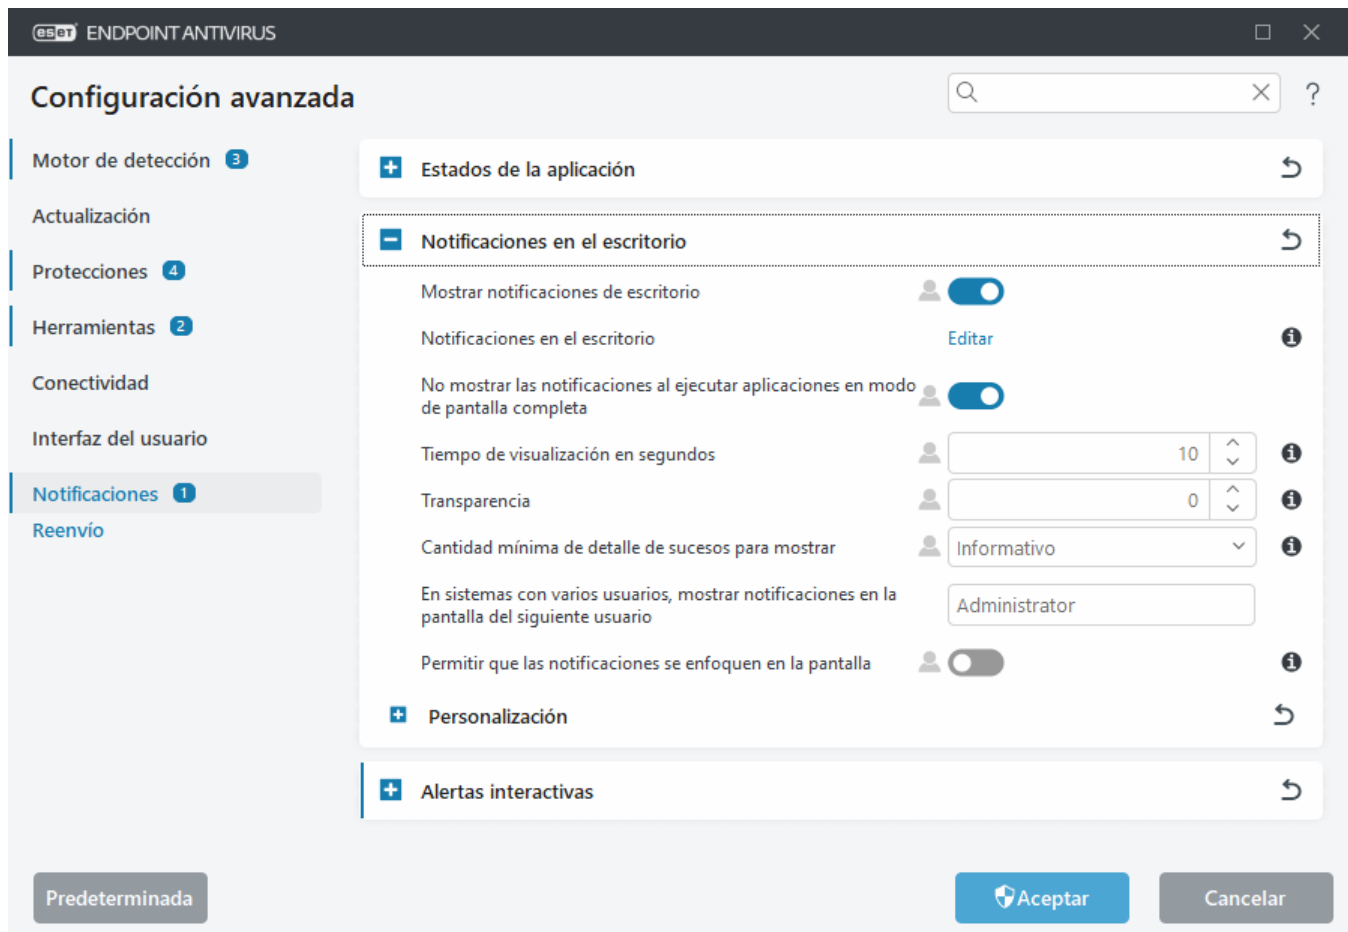 eset ENDPOINT ANTIVIRUS
Configuración avanzada
?
Motor de detección 3
Actualización
Protecciones 4
Herramientas 2
Conectividad
Interfaz del usuario
Notificaciones 1
Reenvío
Estados de la aplicación
Notificaciones en el escritorio
Mostrar notificaciones de escritorio
Notificaciones en el escritorio Editar
No mostrar las notificaciones al ejecutar aplicaciones en modo
de pantalla completa
Tiempo de visualización en segundos 10
Transparencia 0
Cantidad mínima de detalle de sucesos para mostrar Informativo
En sistemas con varios usuarios, mostrar notificaciones en la
pantalla del siguiente usuario
Administrator
Permitir que las notificaciones se enfoquen en la pantalla
Personalización
Alertas interactivas
Predeterminada
Aceptar
Cancelar